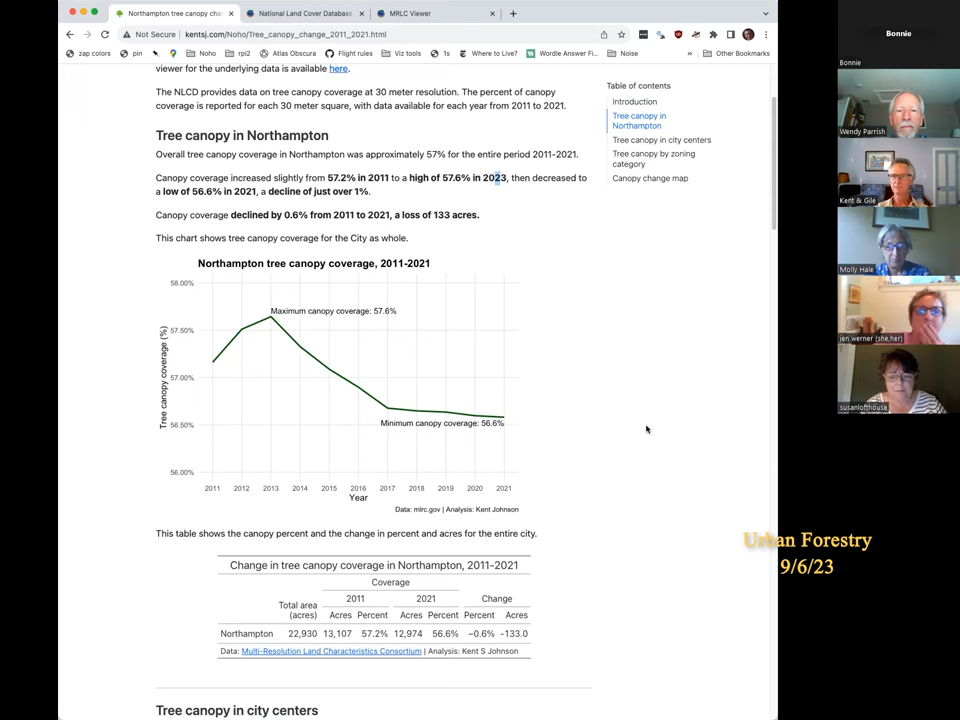 Northampton tree canopy cha
National Land Cover Database
MRLC Viewer
Not Secure | kentsj.com/Noho/Tree_canopy_change_2011_2021.html
zap colors
pin
Noho
rpi2
Atlas Obscura
Flight rules
Viz tools
1s
Where to Live?
Wordle Answer Fi...
Noise
»
Other Bookmarks
viewer for the underlying data is available here.
The NLCD provides data on tree canopy coverage at 30 meter resolution. The percent of canopy
coverage is reported for each 30 meter square, with data available for each year from 2011 to 2021.
Tree canopy in Northampton
Overall tree canopy coverage in Northampton was approximately 57% for the entire period 2011-2021.
Canopy coverage increased slightly from 57.2% in 2011 to a high of 57.6% in 2023, then decreased to
a low of 56.6% in 2021, a decline of just over 1%.
Canopy coverage declined by 0.6% from 2011 to 2021, a loss of 133 acres.
This chart shows tree canopy coverage for the City as whole.
Northampton tree canopy coverage, 2011-2021
58.00%
Maximum canopy coverage: 57.6%
57.50%
57.00%
56.50%
56.00%
Minimum canopy coverage: 56.6%
Tree canopy coverage (%)
2011 2012 2013 2014 2015 2016 2017 2018 2019 2020 2021
Year
Data: mlrc.gov | Analysis: Kent Johnson
This table shows the canopy percent and the change in percent and acres for the entire city.
Change in tree canopy coverage in Northampton, 2011-2021
Coverage
2011 2021 Change
Total area
(acres) Acres Percent Acres Percent Percent Acres
Northampton 22,930 13,107 57.2% 12,974 56.6% −0.6% -133.0
Data: Multi-Resolution Land Characteristics Consortium | Analysis: Kent S Johnson
Tree canopy in city centers
Table of contents
Introduction
Tree canopy in
Northampton
Tree canopy in city centers
Tree canopy by zoning
category
Canopy change map
Bonnie
Bonnie
Wendy Parrish
Kent & Gile
Molly Hale
jen werner (she,her)
susanlofthouse
Urban Forestry
9/6/23